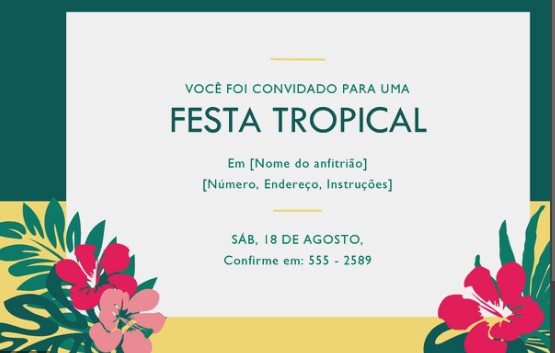 VOCÊ FOI CONVIDADO PARA UMA
FESTA TROPICAL
Em [Nome do anfitrião]
[Número, Endereço, Instruções]
SÁB, 18 DE AGOSTO,
Confirme em: 555 - 2589